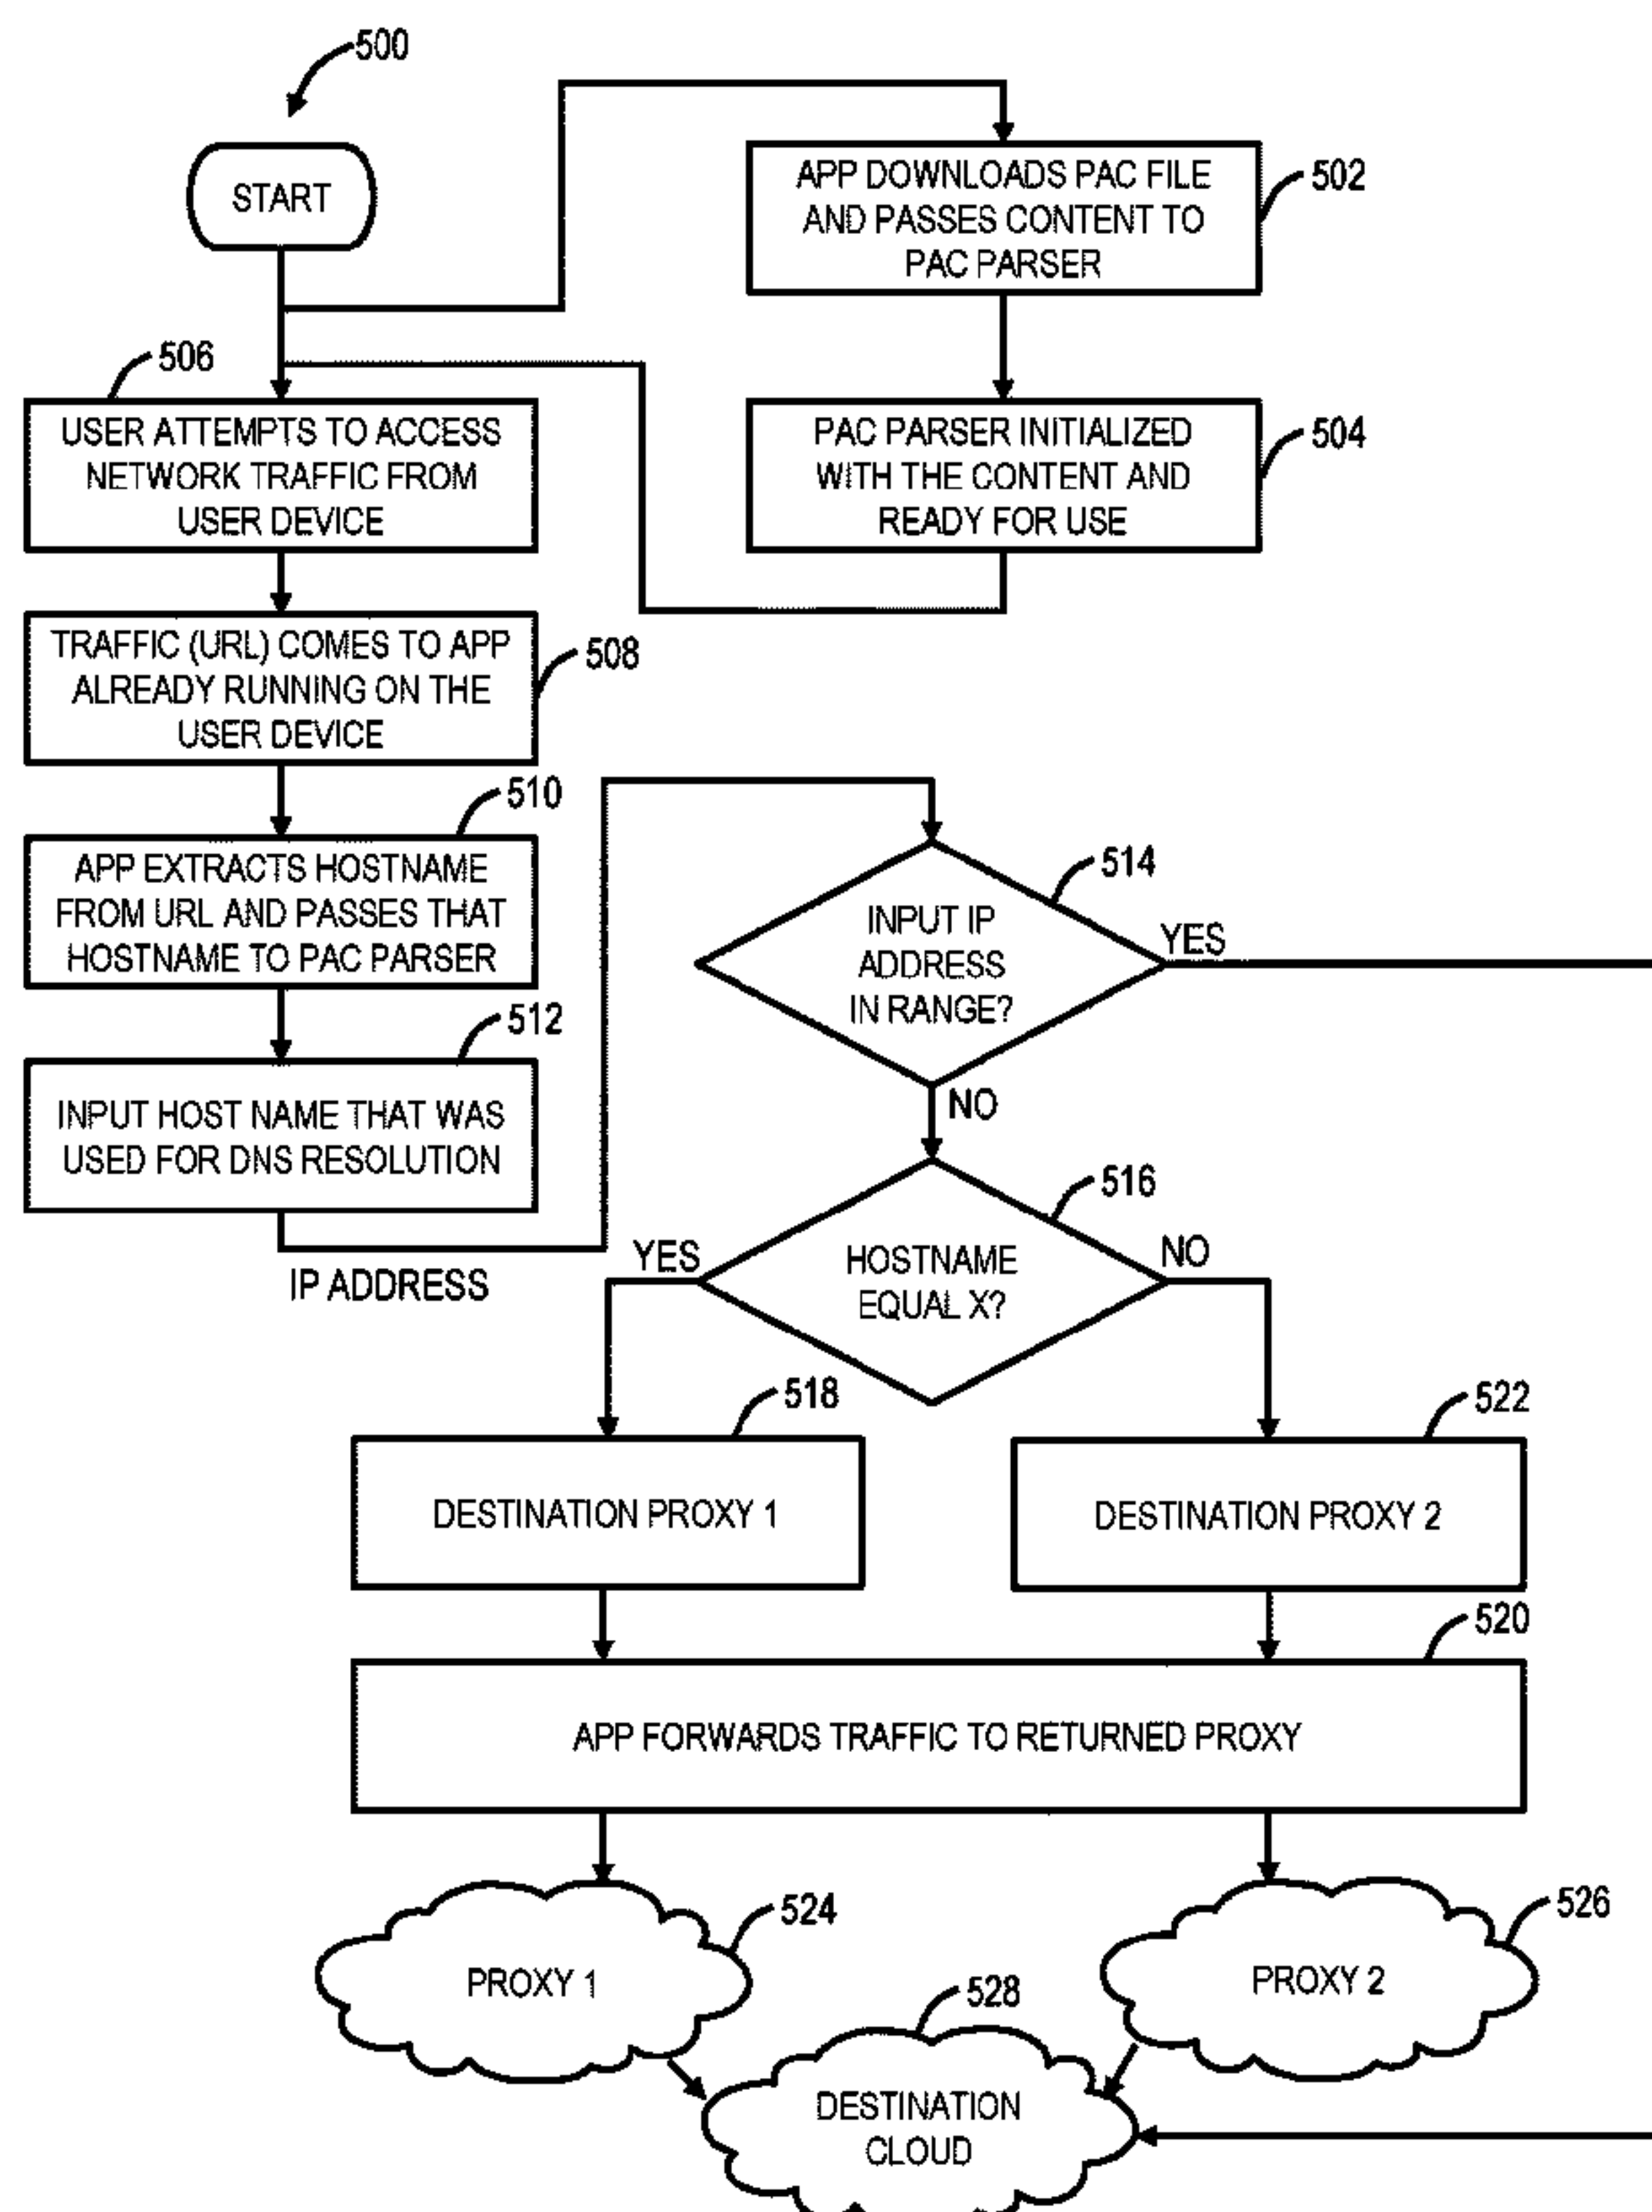 500
START
APP DOWNLOADS PAC FILE
AND PASSES CONTENT TO
PAC PARSER
502
506
USER ATTEMPTS TO ACCESS
NETWORK TRAFFIC FROM
USER DEVICE
PAC PARSER INITIALIZED
WITH THE CONTENT AND
READY FOR USE
504
TRAFFIC (URL) COMES TO APP
ALREADY RUNNING ON THE
USER DEVICE
508
510
APP EXTRACTS HOSTNAME
FROM URL AND PASSES THAT
HOSTNAME TO PAC PARSER
512
INPUT HOST NAME THAT WAS
USED FOR DNS RESOLUTION
IP ADDRESS
514
INPUT IP
ADDRESS
IN RANGE?
YES
NO
516
HOSTNAME
EQUAL X?
YES
NO
518
DESTINATION PROXY 1
522
DESTINATION PROXY 2
520
APP FORWARDS TRAFFIC TO RETURNED PROXY
524
PROXY 1
526
PROXY 2
528
DESTINATION
CLOUD